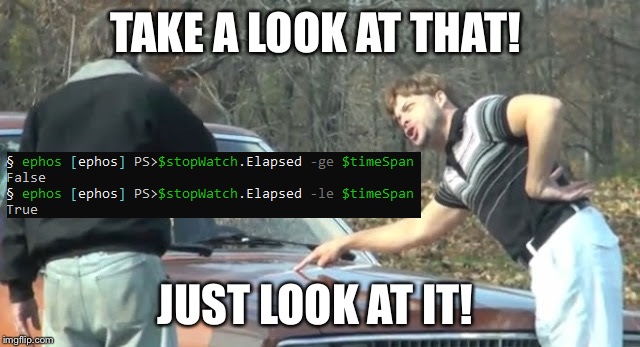 TAKE A LOOK AT THAT!
§ ephos [ephos] PS>$stopWatch.Elapsed -ge $timeSpan
False
§ ephos [ephos] PS>$stopWatch.Elapsed -le $timeSpan
True
JUST LOOK AT IT!
imgflip.com